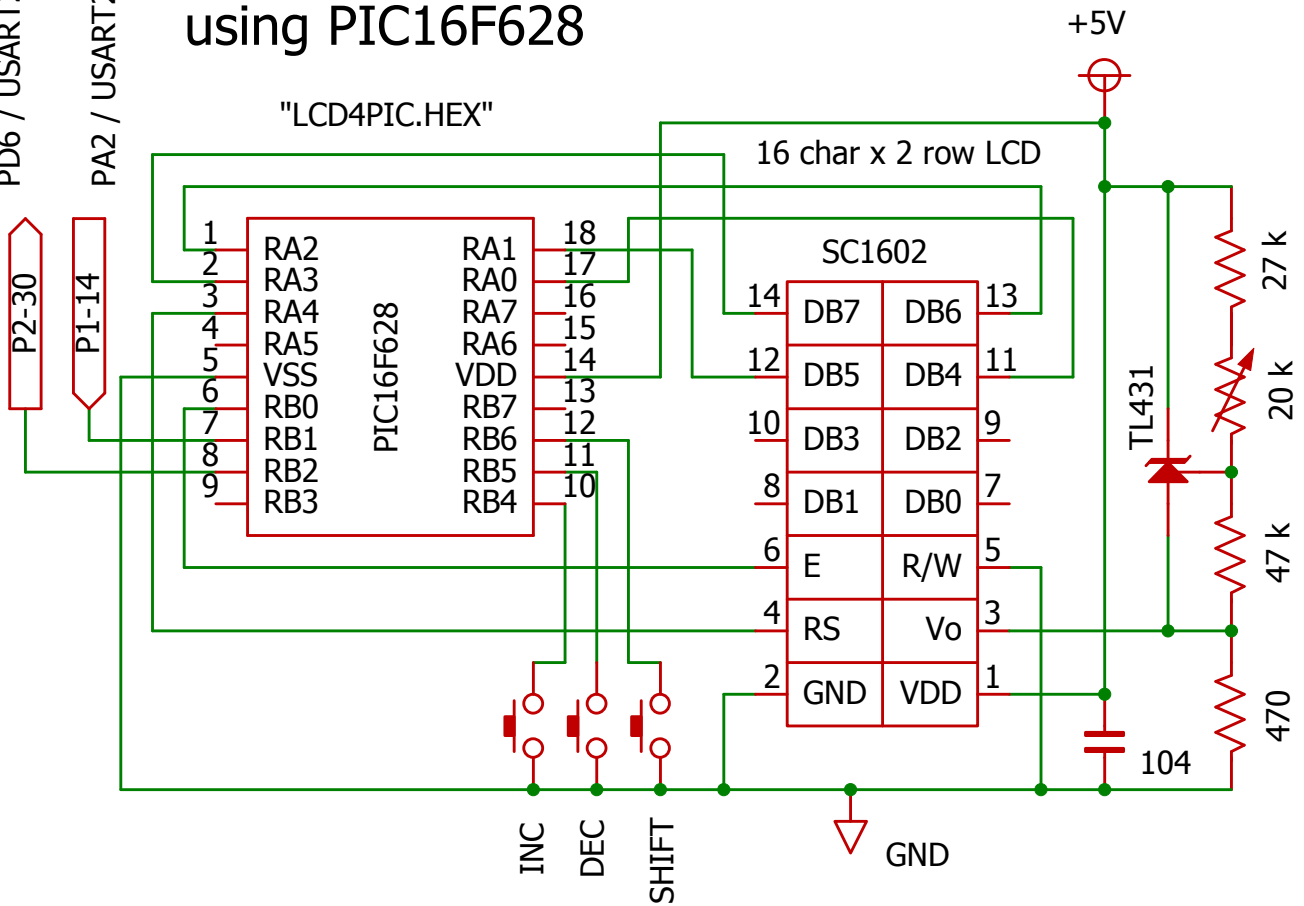 using PIC16F628
+5V
"LCD4PIC.HEX"
16 char x 2 row LCD
PD6 / USART2
PA2 / USART2
P2-30
P1-14
1 RA2 RA1 18
2 RA3 RA0 17
3 RA4 RA7 16
4 RA5 RA6 15
5 VSS VDD 14
6 RB0 RB7 13
7 RB1 RB6 12
8 RB2 RB5 11
9 RB3 RB4 10
PIC16F628
SC1602
14 DB7 DB6 13
12 DB5 DB4 11
10 DB3 DB2 9
8 DB1 DB0 7
6 E R/W 5
4 RS Vo 3
2 GND VDD 1
27 k
20 k
TL431
47 k
470
104
INC
DEC
SHIFT
GND